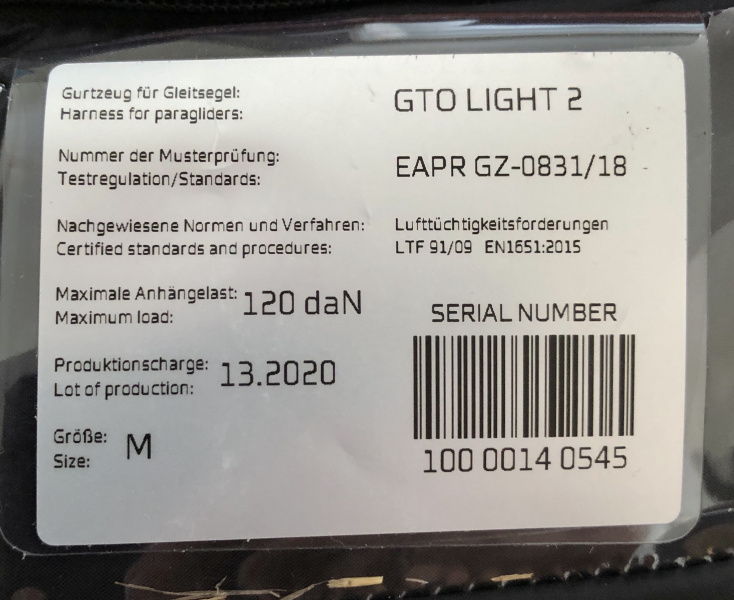 Gurtzeug für Gleitsegel:
Harness for paragliders:
GTO LIGHT 2
Nummer der Musterprüfung:
Testregulation/Standards:
EAPR GZ-0831/18
Nachgewiesene Normen und Verfahren:
Certified standards and procedures:
Lufttüchtigkeitsforderungen
LTF 91/09 EN1651:2015
Maximale Anhängelast:
Maximum load:
120 daN
Produktionscharge:
Lot of production:
13.2020
Größe:
Size:
M
SERIAL NUMBER
100 0014 0545